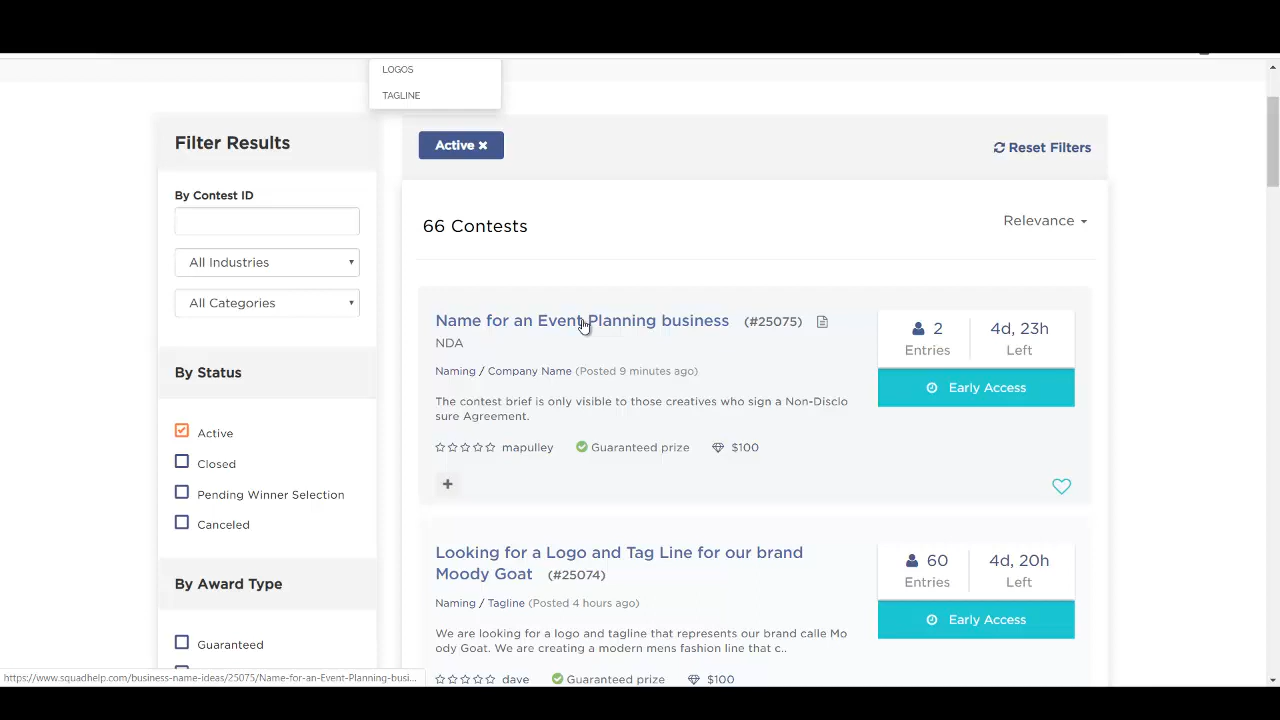 LOGOS
TAGLINE
Filter Results
By Contest ID
All Industries
All Categories
By Status
Active
Closed
Pending Winner Selection
Canceled
By Award Type
Guaranteed
Active ✖
Reset Filters
66 Contests
Relevance
Name for an Event Planning business (#25075)
NDA
Naming / Company Name (Posted 9 minutes ago)
The contest brief is only visible to those creatives who sign a Non-Disclo
sure Agreement.
mapulley Guaranteed prize $100
+
2 Entries
4d, 23h Left
Early Access
Looking for a Logo and Tag Line for our brand
Moody Goat (#25074)
Naming / Tagline (Posted 4 hours ago)
We are looking for a logo and tagline that represents our brand calle Mo
ody Goat. We are creating a modern mens fashion line that c..
dave Guaranteed prize $100
60 Entries
4d, 20h Left
Early Access
https://www.squadhelp.com/business-name-ideas/25075/Name-for-an-Event-Planning-busi...